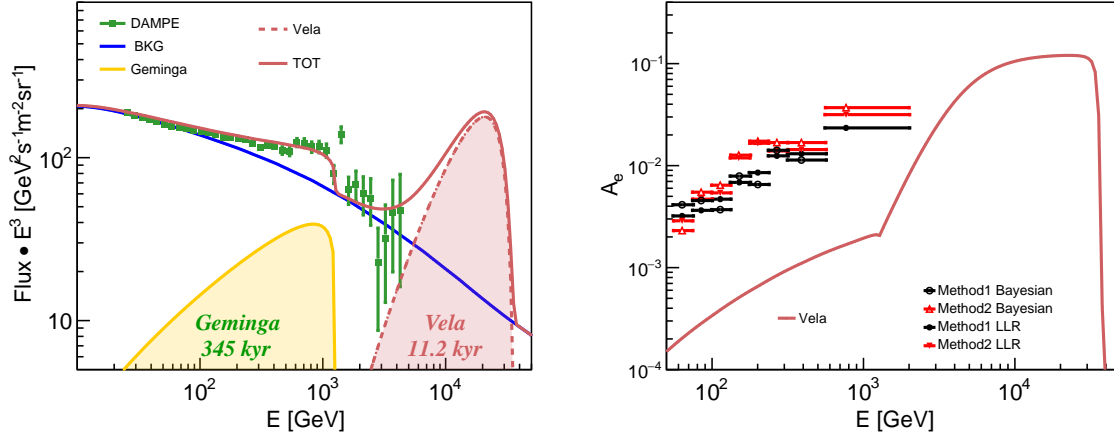 DAMPE
BKG
Geminga
Vela
TOT
Flux • E³ [GeV²s⁻¹m⁻²sr⁻¹]
10²
10
Geminga
345 kyr
Vela
11.2 kyr
10² 10³ 10⁴
E [GeV]
Aₑ
10⁻¹
10⁻²
10⁻³
10⁻⁴
Vela
Method1 Bayesian
Method2 Bayesian
Method1 LLR
Method2 LLR
10² 10³ 10⁴
E [GeV]